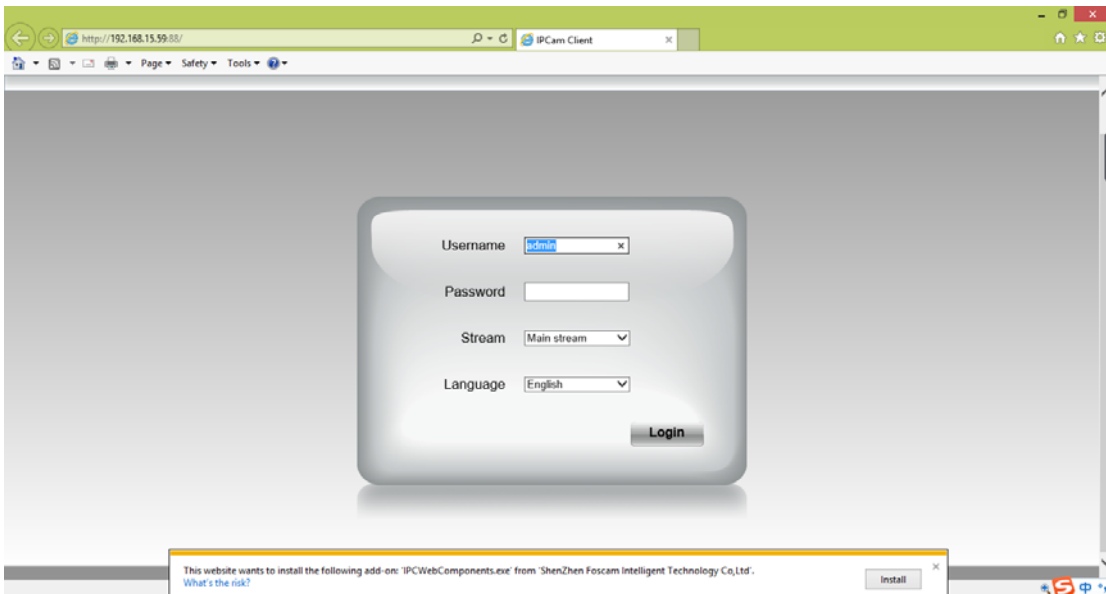 http://192.168.15.59:88/
IPCam Client
Page Safety Tools
Username admin
Password
Stream Main stream
Language English
Login
This website wants to install the following add-on: 'IPCWebComponents.exe' from 'ShenZhen Foscam Intelligent Technology Co,Ltd'.
What's the risk?
Install
中